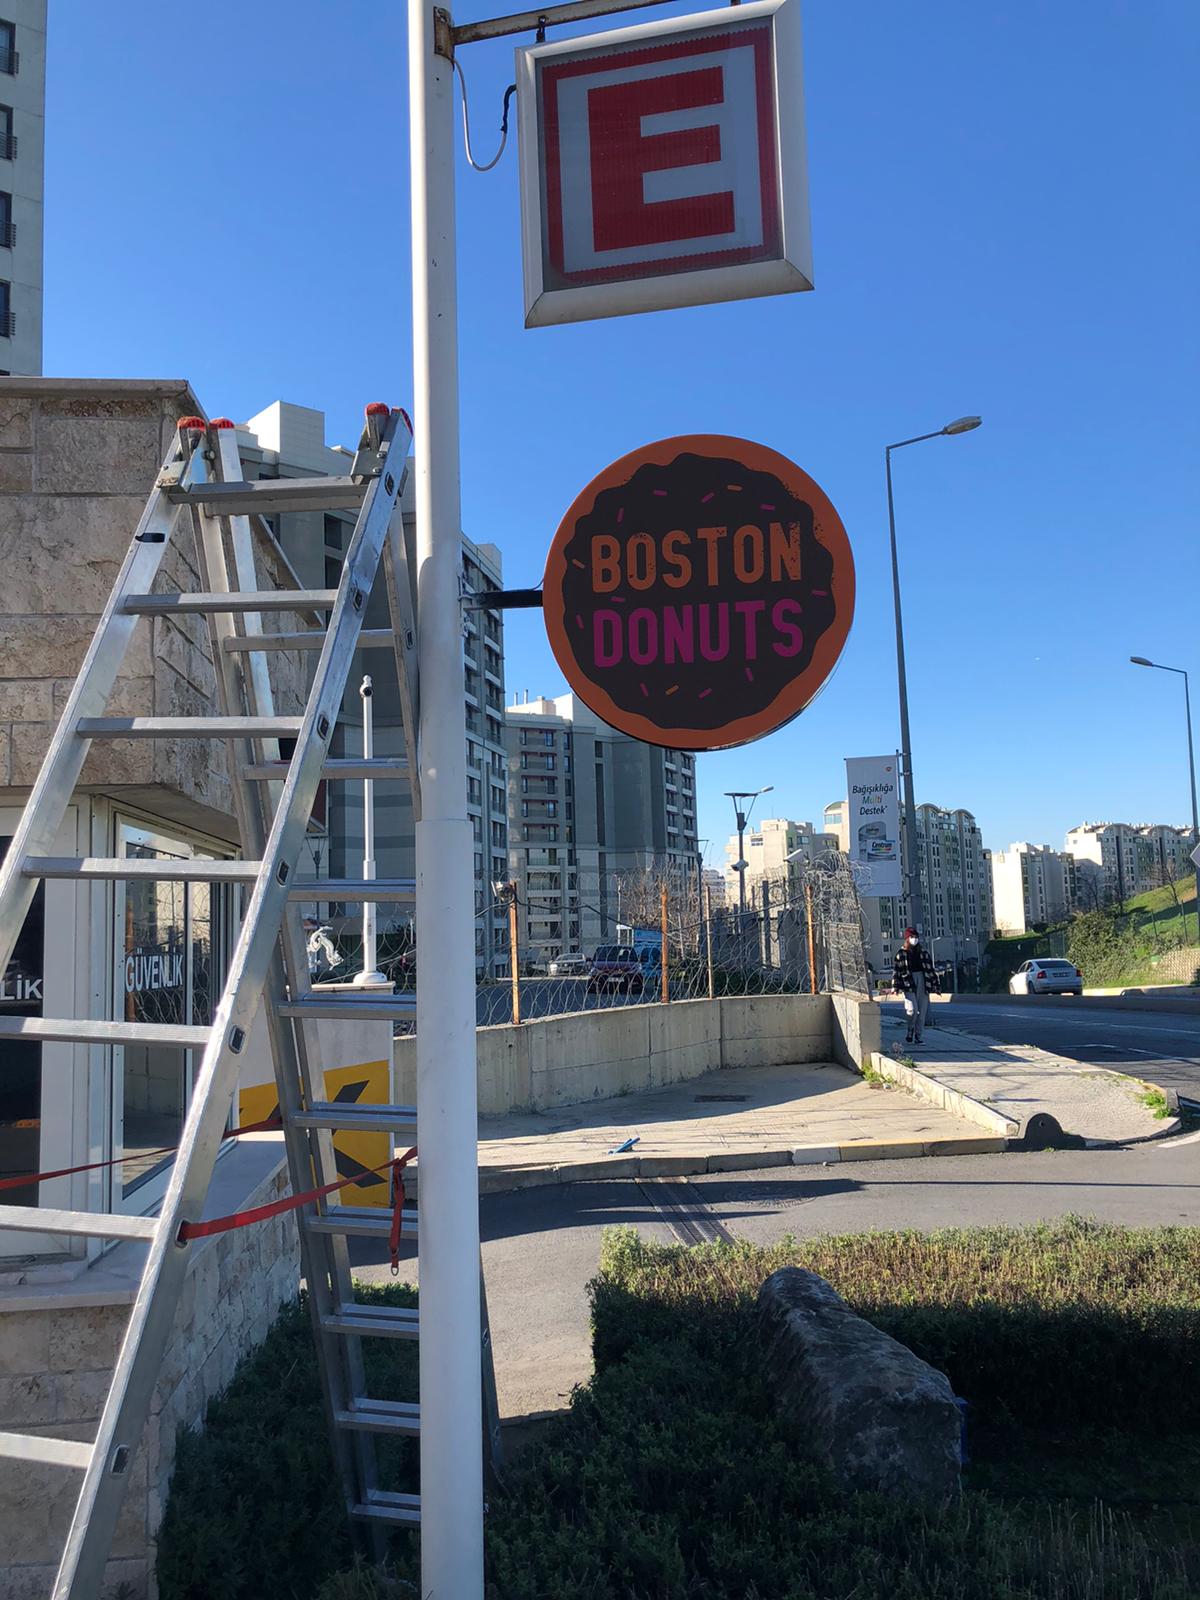 E
BOSTON
DONUTS
Bağışıklığa
Multi
Destek*
Centrum
LİK
GÜVENLİK